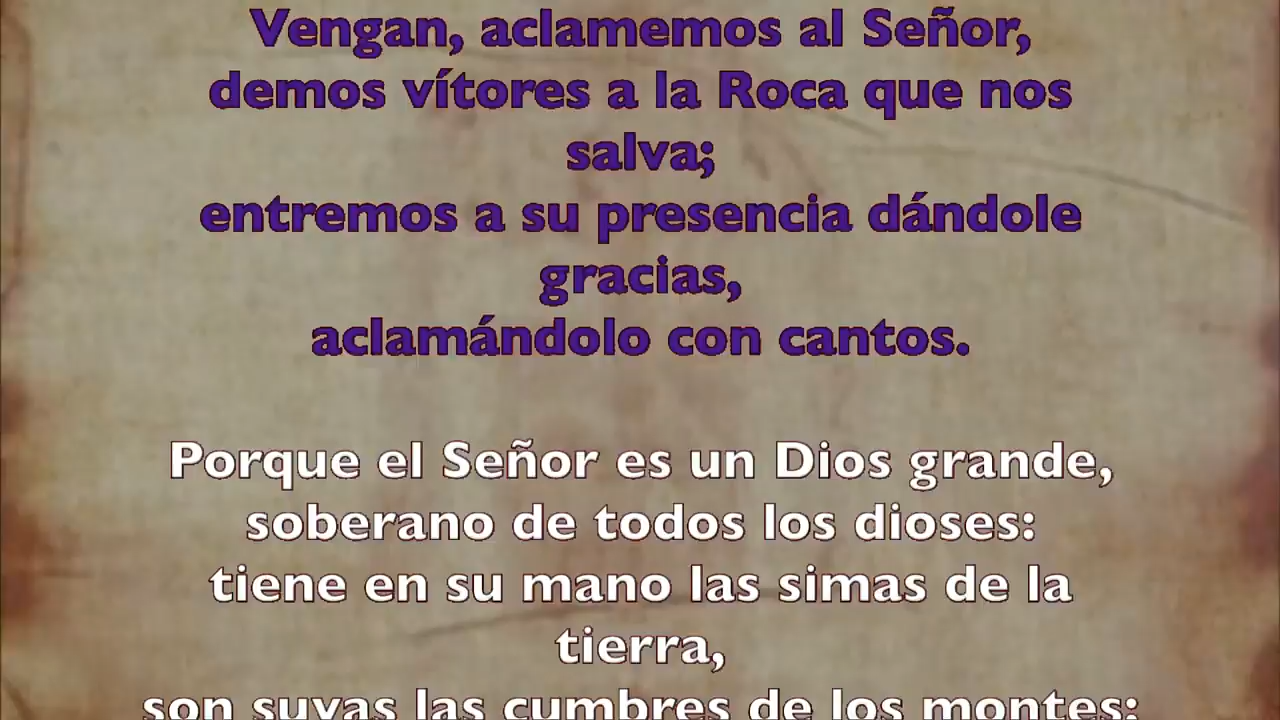 Vengan, aclamemos al Señor,
demos vítores a la Roca que nos
salva;
entremos a su presencia dándole
gracias,
aclamándolo con cantos.
Porque el Señor es un Dios grande,
soberano de todos los dioses:
tiene en su mano las simas de la
tierra,
son suyas las cumbres de los montes;